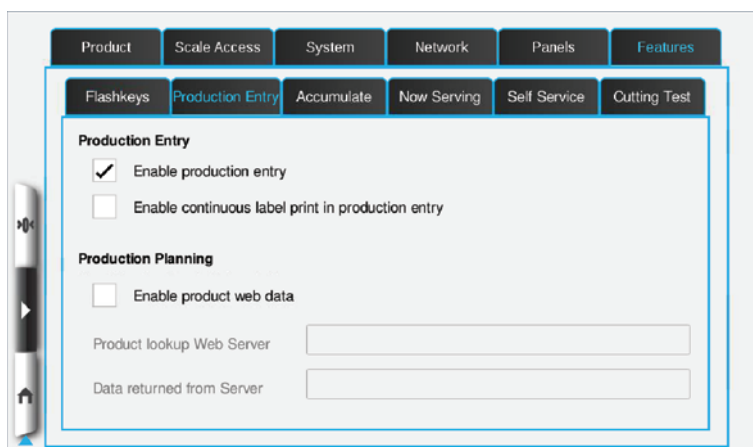 Product Scale Access System Network Panels Features
Flashkeys Production Entry Accumulate Now Serving Self Service Cutting Test
Production Entry
Enable production entry
Enable continuous label print in production entry
>0<
Production Planning
Enable product web data
Product lookup Web Server
Data returned from Server